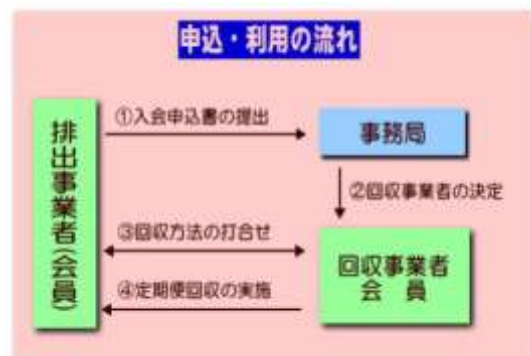 申込・利用の流れ
①入会申込書の提出
事務局
排出事業者(会員)
②回収事業者の決定
③回収方法の打合せ
回収事業者
会員
④定期便回収の実施